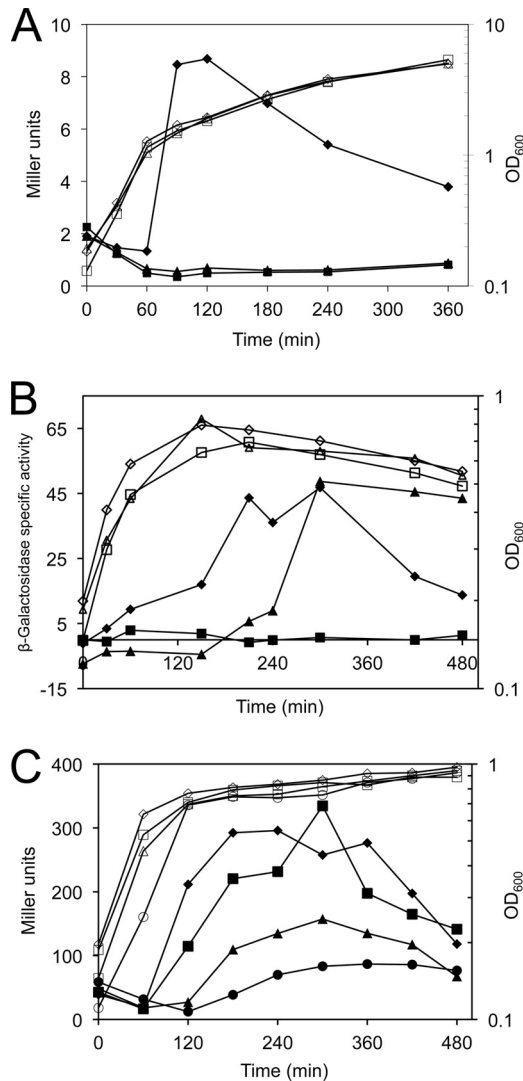 A
10
8
6
4
2
0
Miller units
10
1
0.1
OD600
0 60 120 180 240 300 360
Time (min)
B
65
45
25
5
-15
β-Galactosidase specific activity
1
0.1
OD600
120 240 360 480
Time (min)
C
400
300
200
100
0
Miller units
1
0.1
OD600
0 120 240 360 480
Time (min)